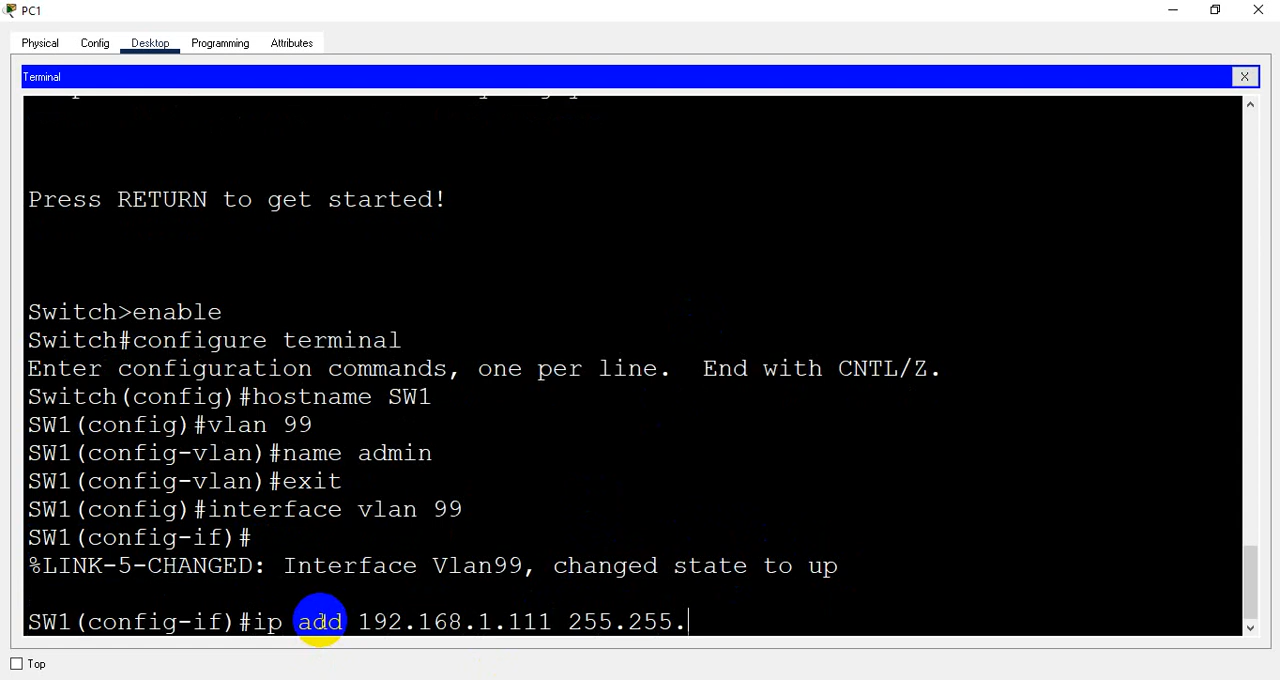 PC1
Physical Config Desktop Programming Attributes
Terminal X
Press RETURN to get started!
Switch>enable
Switch#configure terminal
Enter configuration commands, one per line.  End with CNTL/Z.
Switch(config)#hostname SW1
SW1(config)#vlan 99
SW1(config-vlan)#name admin
SW1(config-vlan)#exit
SW1(config)#interface vlan 99
SW1(config-if)#
%LINK-5-CHANGED: Interface Vlan99, changed state to up
SW1(config-if)#ip add 192.168.1.111 255.255.
Top